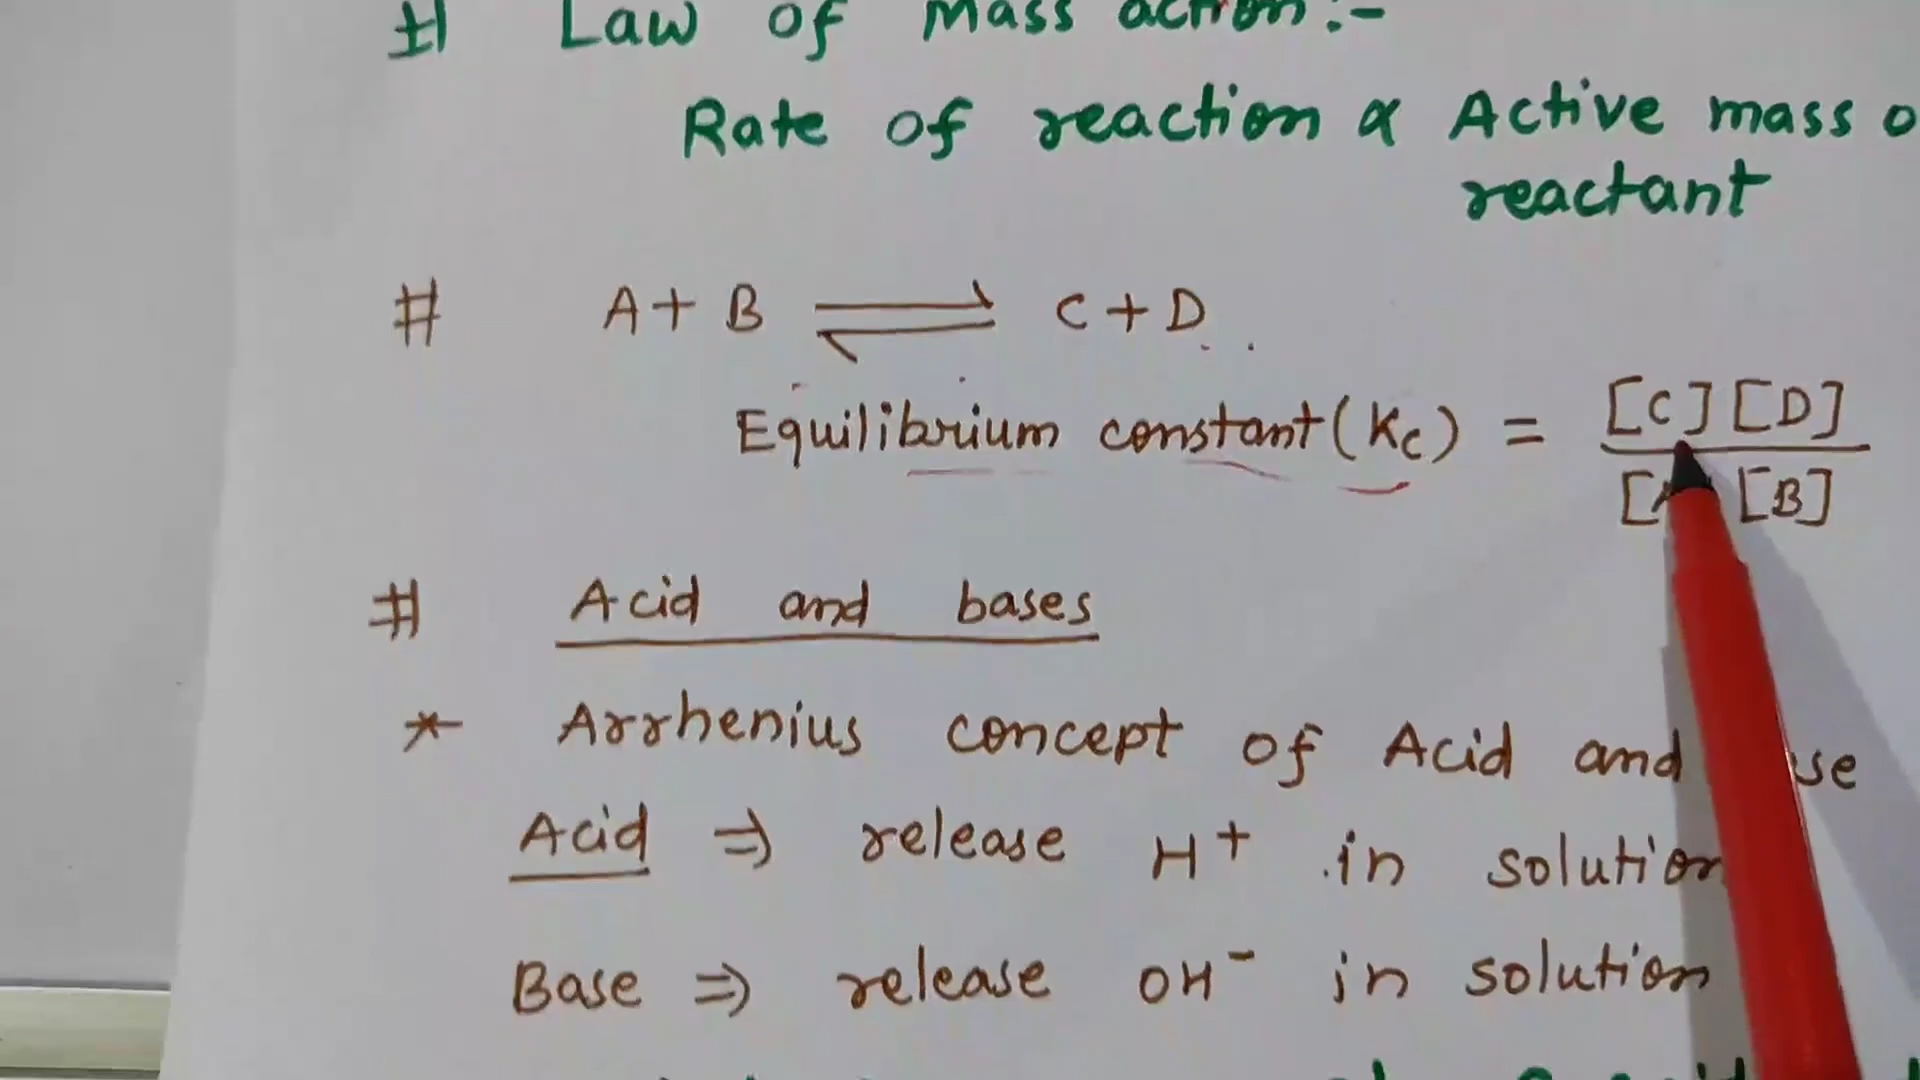 # Law of Mass action:-
Rate of reaction ∝ Active mass
reactant
# A + B ⇌ C + D
Equilibrium constant (Kc) = [C] [D]
[B]
# Acid and bases
* Arrhenius concept of Acid and
Acid ⇒ release H+ in solution
Base ⇒ release OH- in solution